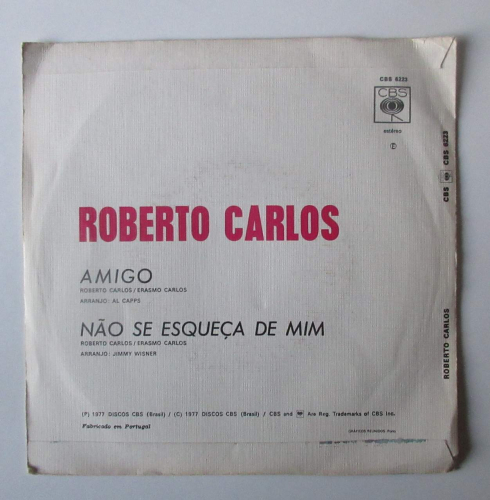 CBS 6223
CBS
estéreo
ROBERTO CARLOS
AMIGO
ROBERTO CARLOS / ERASMO CARLOS
ARRANJO: AL CAPPS
NÃO SE ESQUEÇA DE MIM
ROBERTO CARLOS / ERASMO CARLOS
ARRANJO: JIMMY WISNER
(P) 1977 DISCOS CBS (Brasil) / (C) 1977 DISCOS CBS (Brasil) / CBS and Are Reg. Trademarks of CBS Inc.
Fabricado em Portugal
ROBERTO CARLOS
CBS CBS 6223